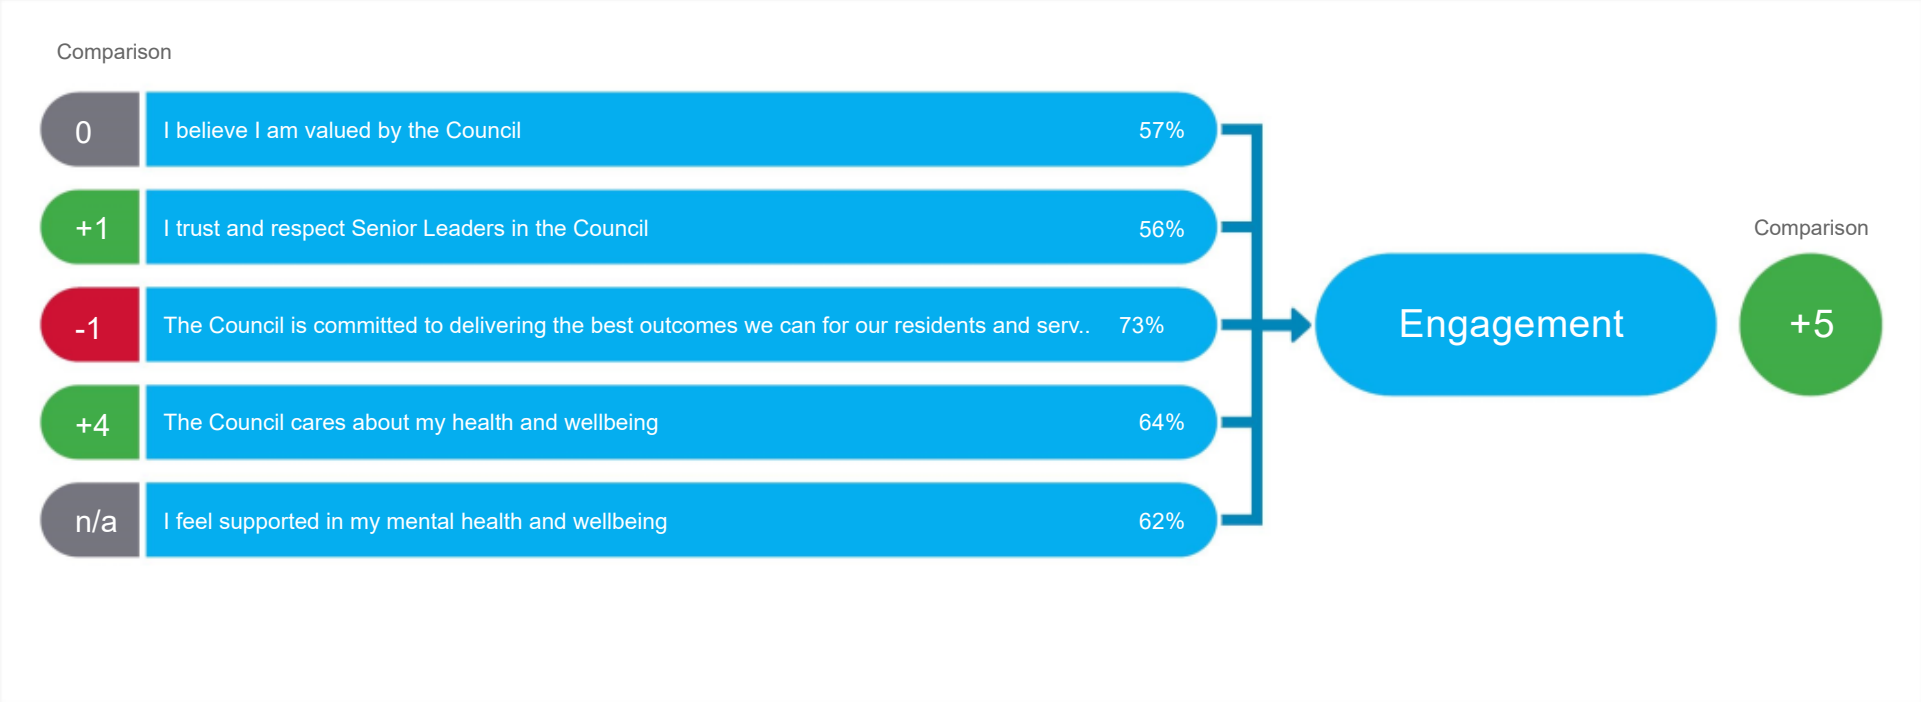 Comparison
0 I believe I am valued by the Council 57%
+1 I trust and respect Senior Leaders in the Council 56%
-1 The Council is committed to delivering the best outcomes we can for our residents and serv.. 73%
+4 The Council cares about my health and wellbeing 64%
n/a I feel supported in my mental health and wellbeing 62%
Engagement
Comparison
+5